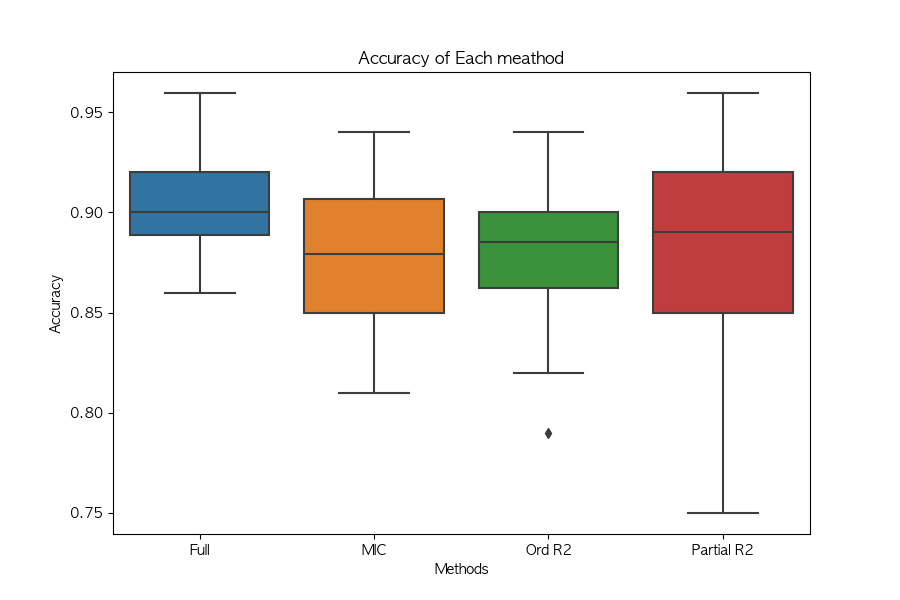 Accuracy of Each meathod
0.95
0.90
0.85
0.80
0.75
Accuracy
Full MIC Ord R2 Partial R2
Methods